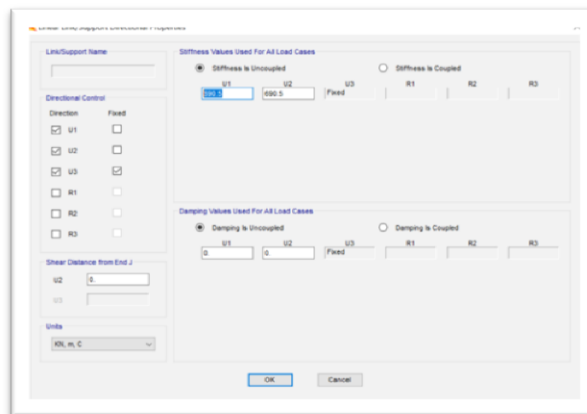 Linear Link/Support Directional Properties
Link/Support Name
Directional Control
Direction Fixed
U1
U2
U3
R1
R2
R3
Shear Distance from End J
U2 0.
U3
Units
KN, m, C
Stiffness Values Used For All Load Cases
Stiffness Is Uncoupled Stiffness Is Coupled
U1 U2 U3 R1 R2 R3
690.5 Fixed
Damping Values Used For All Load Cases
Damping Is Uncoupled Damping Is Coupled
U1 U2 U3 R1 R2 R3
0. 0. Fixed
OK Cancel